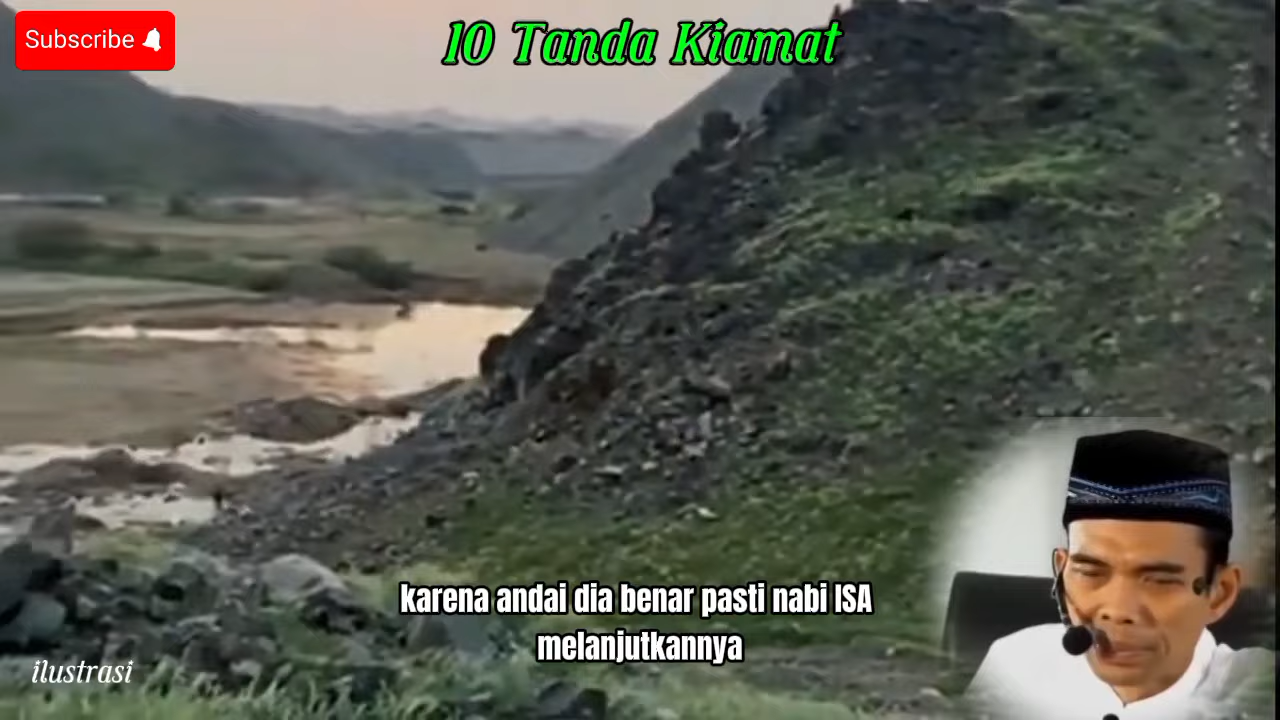 Subscribe
10 Tanda Kiamat
karena andai dia benar pasti nabi ISA
melanjutkannya
ilustrasi